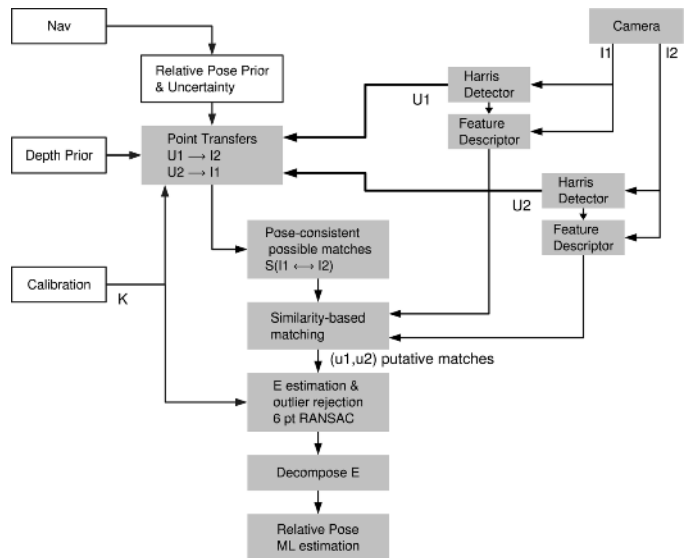 Nav
Camera
I1
I2
Relative Pose Prior
& Uncertainty
Harris
Detector
U1
Feature
Descriptor
Point Transfers
U1 → I2
U2 → I1
Depth Prior
Harris
Detector
U2
Feature
Descriptor
Pose-consistent
possible matches
S(I1 ↔ I2)
Calibration
K
Similarity-based
matching
(u1,u2) putative matches
E estimation &
outlier rejection
6 pt RANSAC
Decompose E
Relative Pose
ML estimation